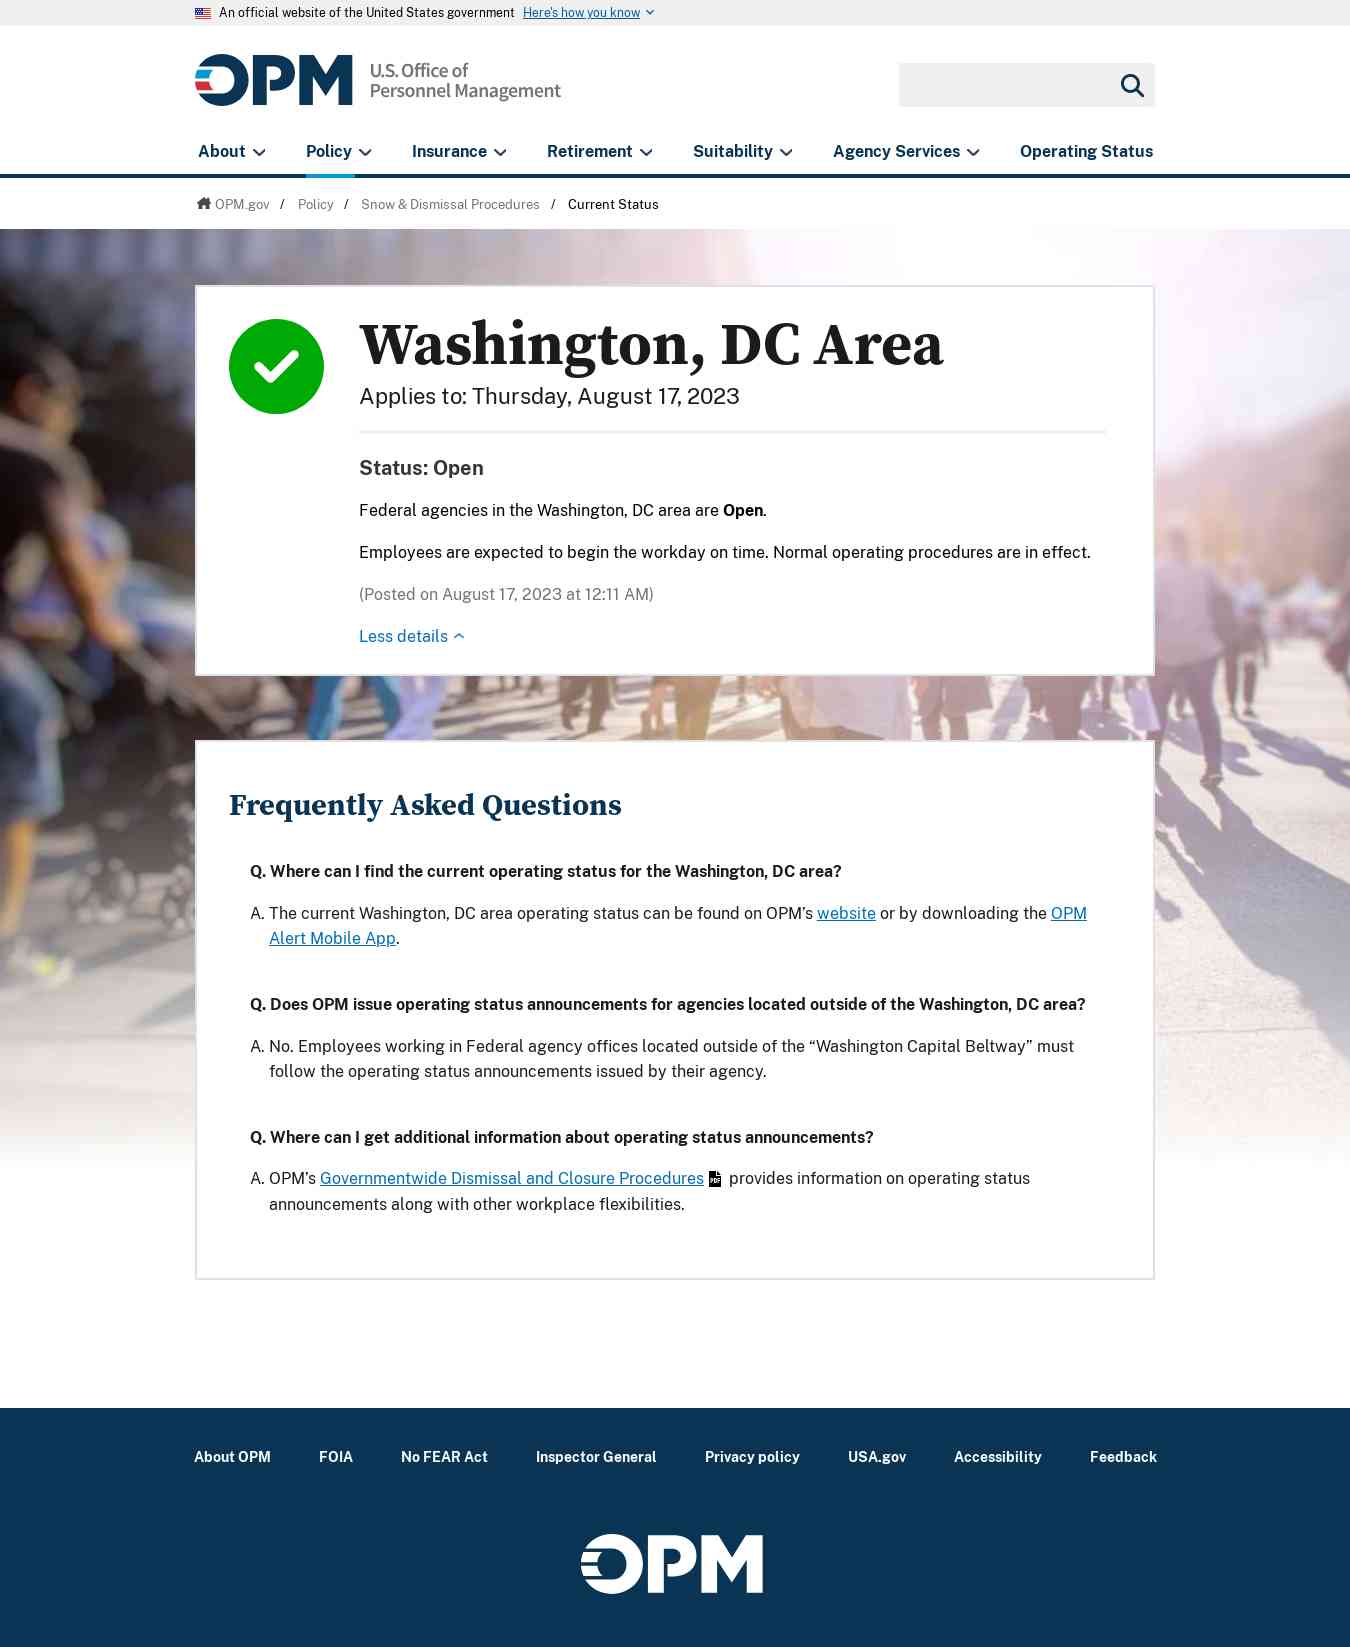 An official website of the United States government Here's how you know
OPM U.S. Office of
Personnel Management
About Policy Insurance Retirement Suitability Agency Services Operating Status
OPM.gov / Policy / Snow & Dismissal Procedures / Current Status
Washington, DC Area
Applies to: Thursday, August 17, 2023
Status: Open
Federal agencies in the Washington, DC area are Open.
Employees are expected to begin the workday on time. Normal operating procedures are in effect.
(Posted on August 17, 2023 at 12:11 AM)
Less details
Frequently Asked Questions
Q. Where can I find the current operating status for the Washington, DC area?
A. The current Washington, DC area operating status can be found on OPM’s website or by downloading the OPM
Alert Mobile App.
Q. Does OPM issue operating status announcements for agencies located outside of the Washington, DC area?
A. No. Employees working in Federal agency offices located outside of the “Washington Capital Beltway” must
follow the operating status announcements issued by their agency.
Q. Where can I get additional information about operating status announcements?
A. OPM’s Governmentwide Dismissal and Closure Procedures PDF provides information on operating status
announcements along with other workplace flexibilities.
About OPM FOIA No FEAR Act Inspector General Privacy policy USA.gov Accessibility Feedback
OPM